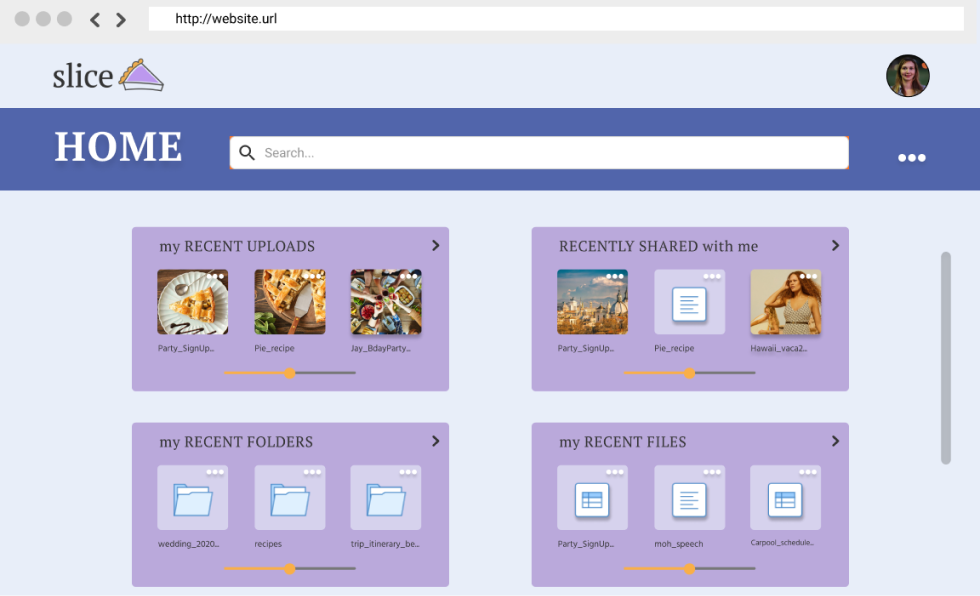 http://website.url
slice
HOME
Search...
my RECENT UPLOADS
Party_SignUp...
Pie_recipe
Jay_BdayParty...
RECENTLY SHARED with me
Party_SignUp...
Pie_recipe
Hawaii_vaca2...
my RECENT FOLDERS
wedding_2020...
recipes
trip_itinerary_be...
my RECENT FILES
Party_SignUp...
moh_speech
Carpool_schedule...